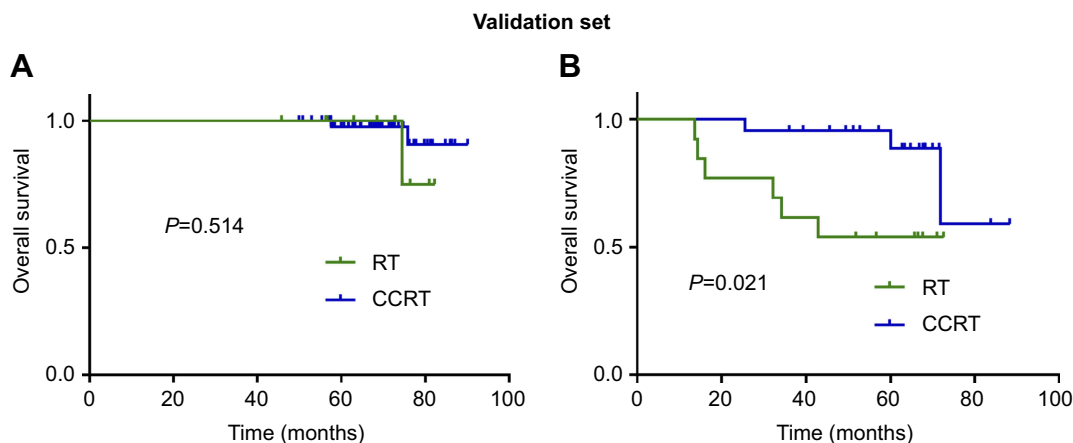 Validation set
A
Overall survival
1.0
0.5
0.0
P=0.514
RT
CCRT
0 20 40 60 80 100
Time (months)
B
Overall survival
1.0
0.5
0.0
P=0.021
RT
CCRT
0 20 40 60 80 100
Time (months)